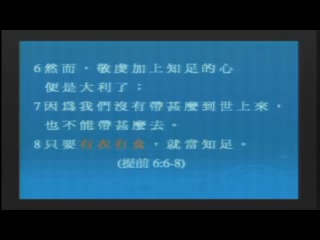 6然而，敬虔加上知足的心
便是大利了；
7因為我們沒有帶甚麼到世上來，
也不能帶甚麼去。
8只要有衣有食，就當知足。
(提前 6:6-8)